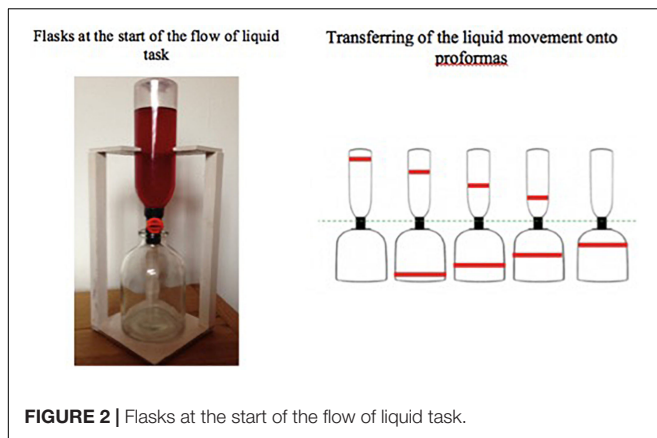 Flasks at the start of the flow of liquid
task
Transferring of the liquid movement onto
proformas
FIGURE 2 | Flasks at the start of the flow of liquid task.